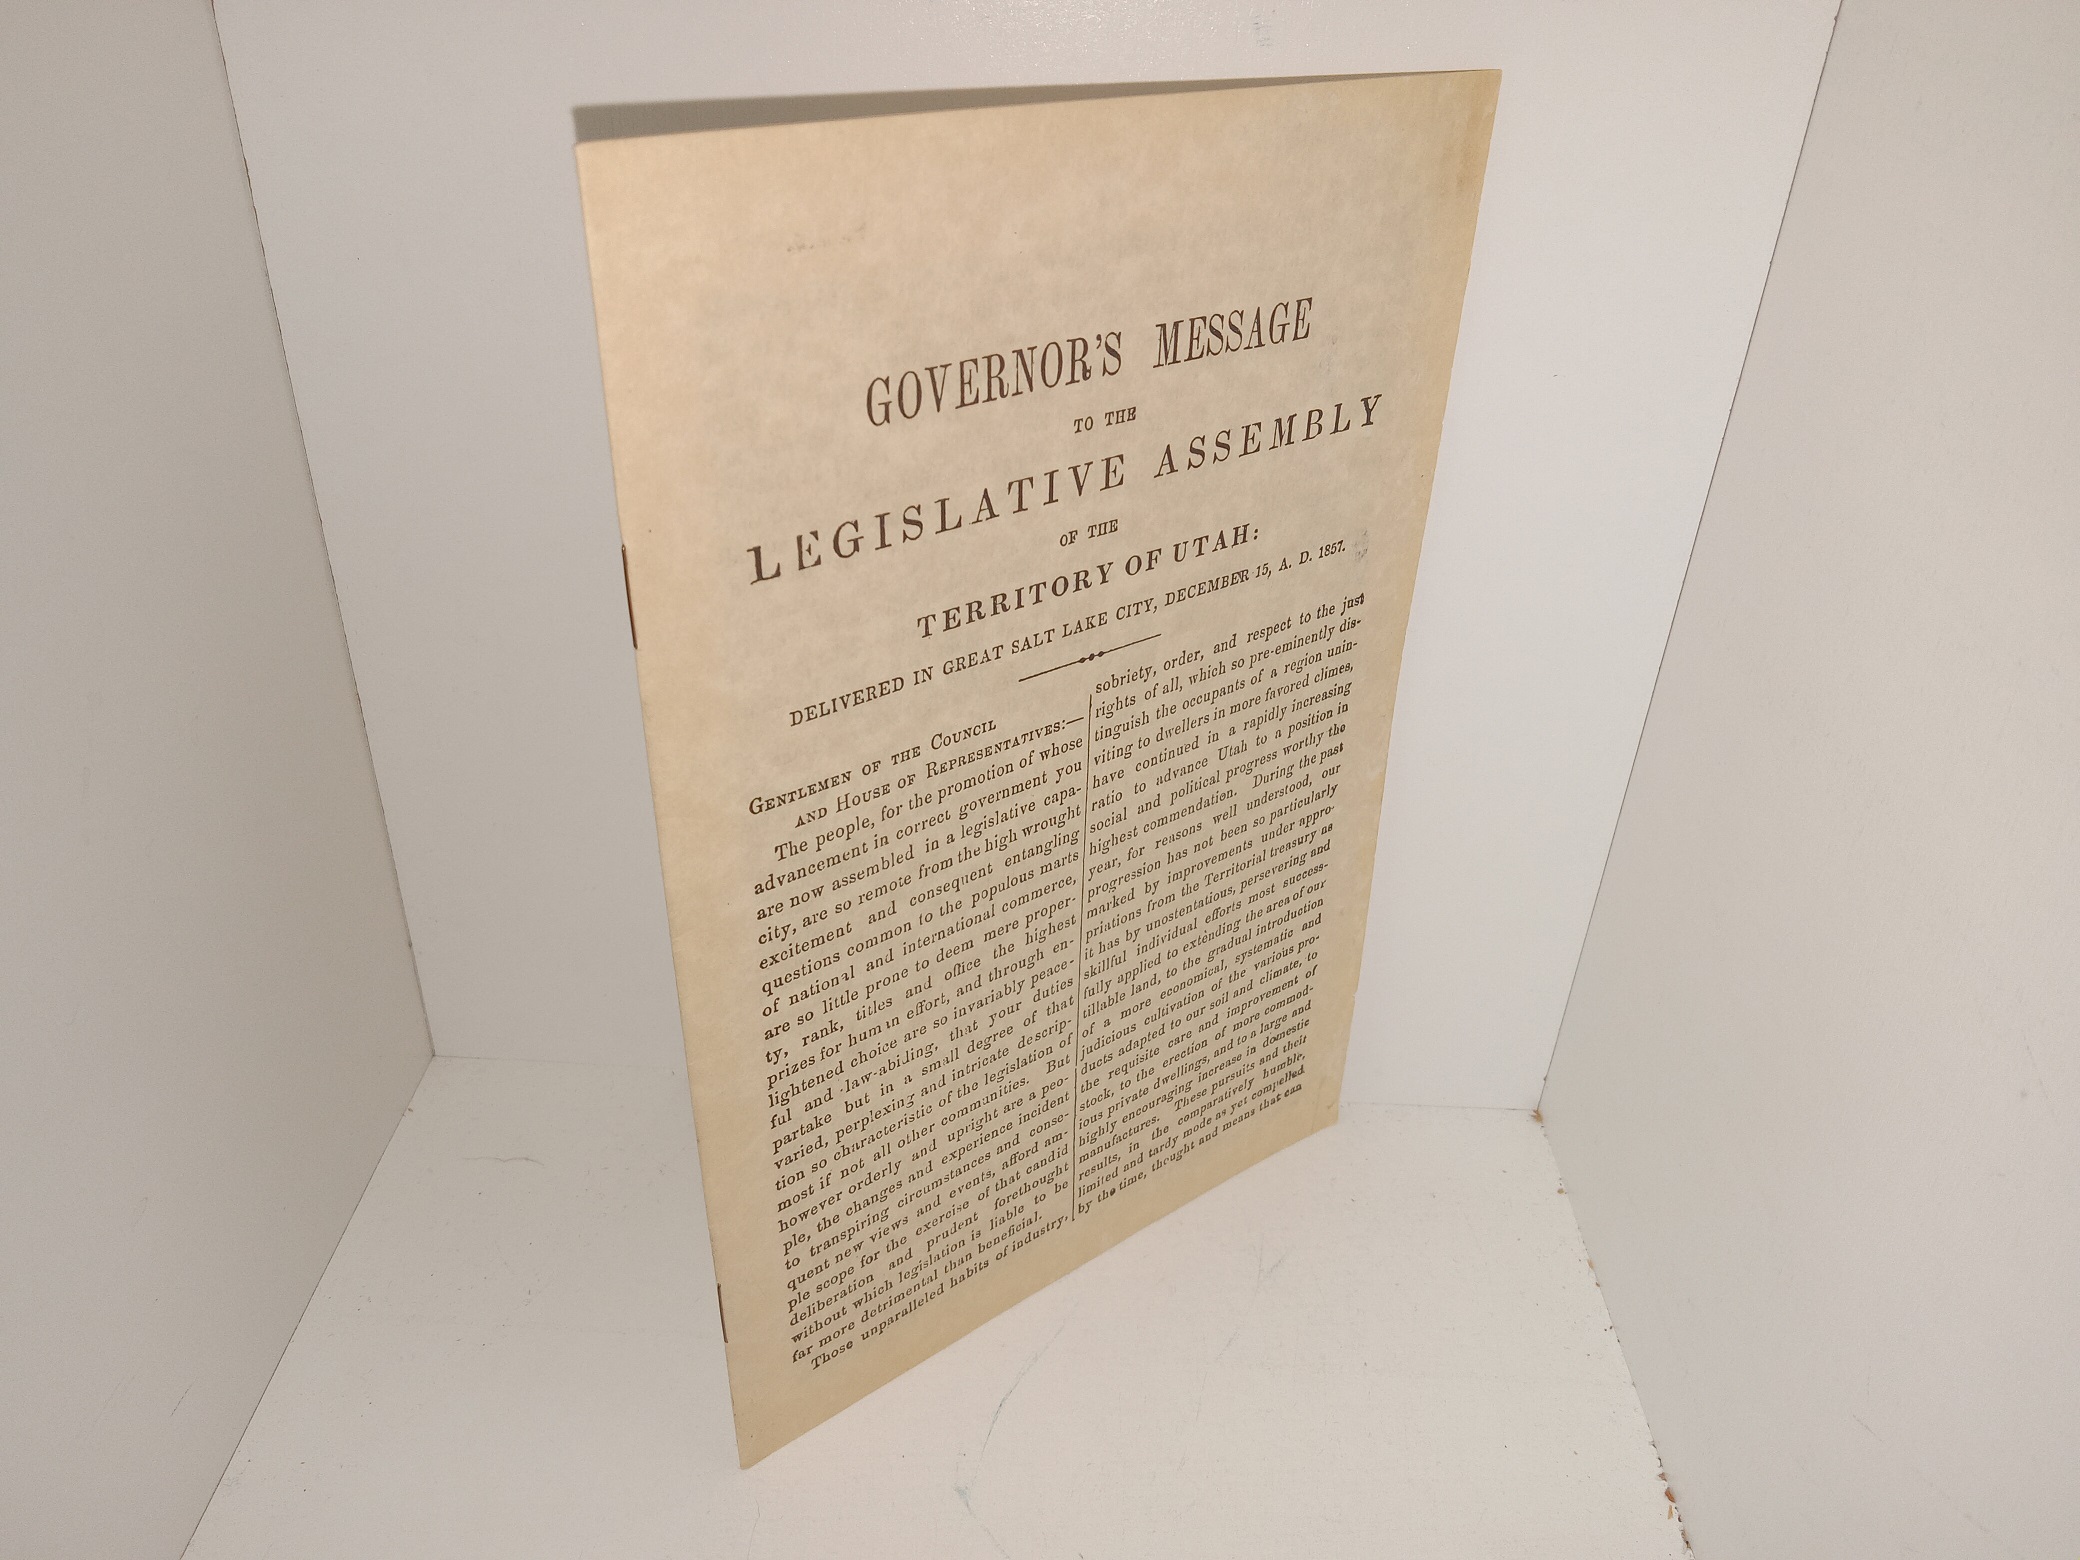 GOVERNOR'S MESSAGE
TO THE
LEGISLATIVE ASSEMBLY
OF THE
TERRITORY OF UTAH:
DELIVERED IN GREAT SALT LAKE CITY, DECEMBER 15, A. D. 1857.
GENTLEMEN OF THE COUNCIL
AND HOUSE OF REPRESENTATIVES:—
The people, for the promotion of whose
advancement in correct government you
are now assembled in a legislative capa-
city, are so remote from the high wrought
excitement and consequent entangling
questions common to the populous marts
of national and international commerce,
are so little prone to deem mere proper-
ty, rank, titles and office the highest
prizes for human effort, and through en-
lightened choice are so invariably peace-
ful and law-abiding, that your duties
partake but in a small degree of that
varied, perplexing and intricate descrip-
tion so characteristic of the legislation of
most if not all other communities. But
however orderly and upright are a peo-
ple, the changes and experience incident
to transpiring circumstances and conse-
quent new views and events, afford am-
ple scope for the exercise of that candid
deliberation and prudent forethought
without which legislation is liable to be
far more detrimental than beneficial.
Those unparalleled habits of industry,
sobriety, order, and respect to the just
rights of all, which so pre-eminently dis-
tinguish the occupants of a region unin-
viting to dwellers in more favored climes,
have continued in a rapidly increasing
ratio to advance Utah to a position in
social and political progress worthy the
highest commendation. During the past
year, for reasons well understood, our
progression has not been so particularly
marked by improvements under appro-
priations from the Territorial treasury as
it has by unostentatious, persevering and
skillful individual efforts most success-
fully applied to extending the area of our
tillable land, to the gradual introduction
of a more economical, systematic and
judicious cultivation of the various pro-
ducts adapted to our soil and climate, to
the requisite care and improvement of
stock, to the erection of more commod-
ious private dwellings, and to a large and
highly encouraging increase in domestic
manufactures. These pursuits and their
results, in the comparatively humble,
limited and tardy mode as yet compelled
by the time, thought and means that can